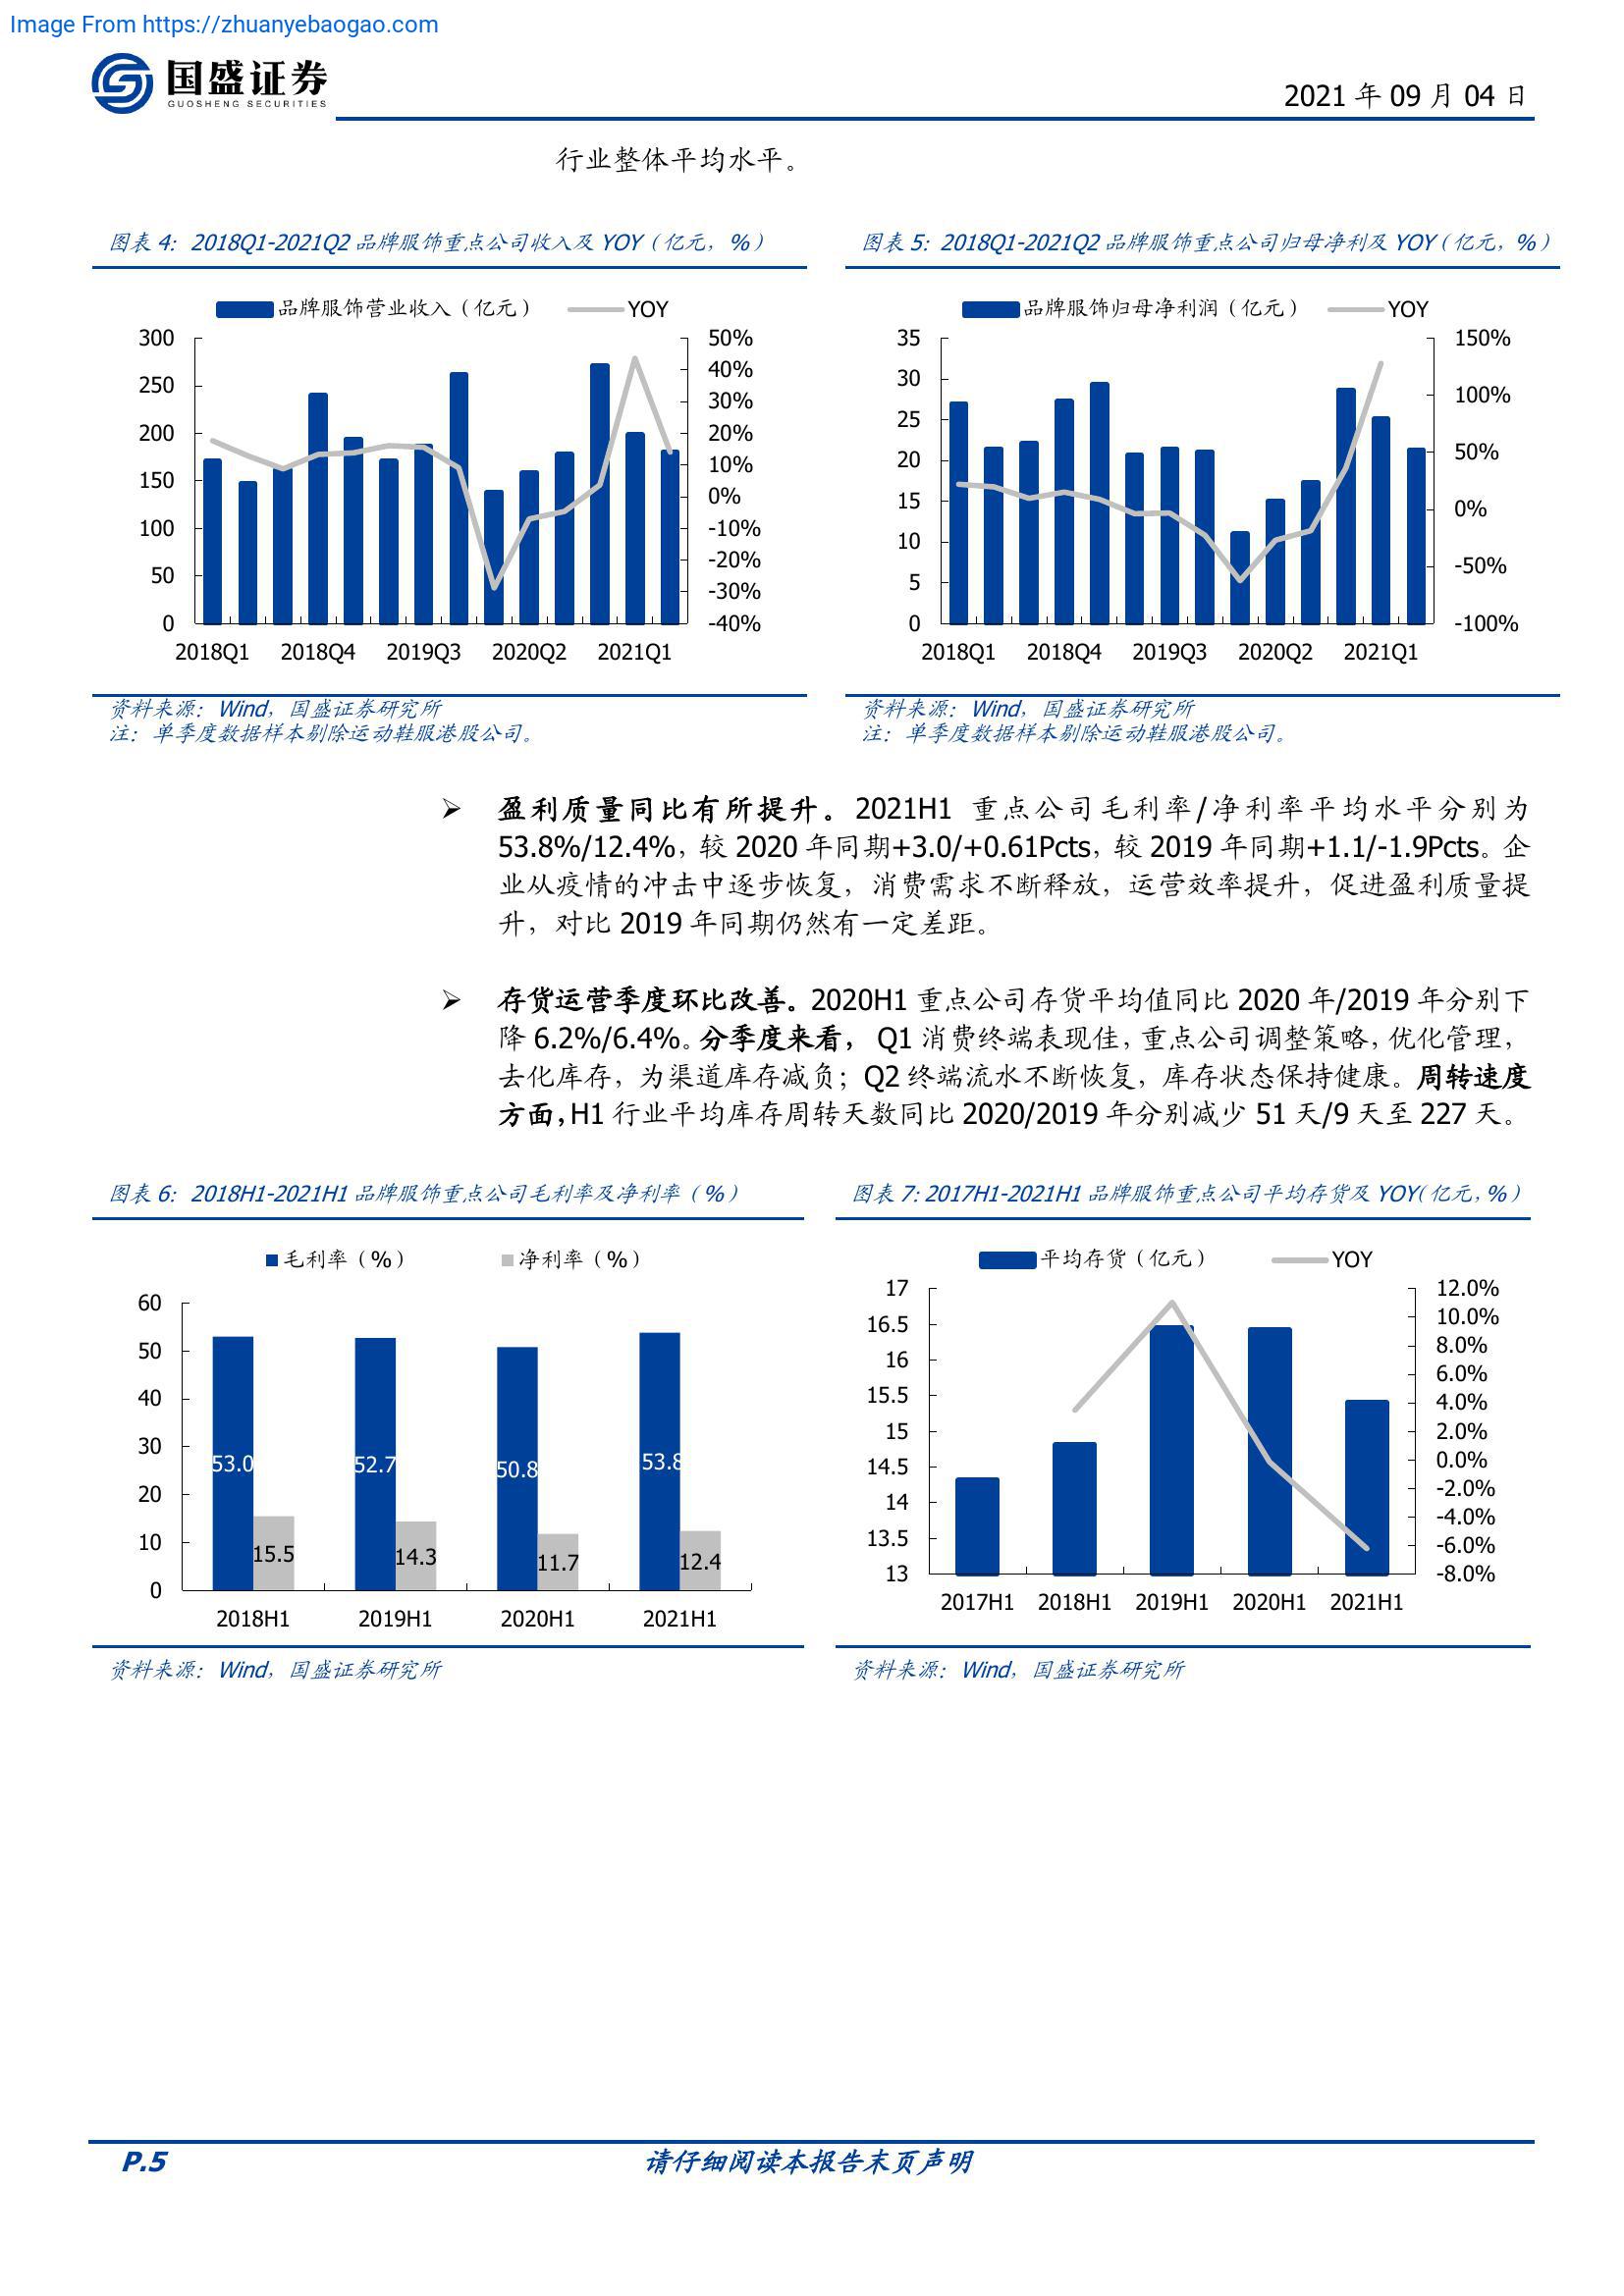 Image From https://zhuanyebaogao.com
国盛证券
GUOSHENG SECURITIES
2021 年 09 月 04 日
行业整体平均水平。
图表 4：2018Q1-2021Q2 品牌服饰重点公司收入及 YOY（亿元，%）
品牌服饰营业收入（亿元） YOY
300
250
200
150
100
50
0
50%
40%
30%
20%
10%
0%
-10%
-20%
-30%
-40%
2018Q1 2018Q4 2019Q3 2020Q2 2021Q1
资料来源：Wind，国盛证券研究所
注：单季度数据样本剔除运动鞋服港股公司。
图表 5：2018Q1-2021Q2 品牌服饰重点公司归母净利及 YOY（亿元，%）
品牌服饰归母净利润（亿元） YOY
35
30
25
20
15
10
5
0
150%
100%
50%
0%
-50%
-100%
2018Q1 2018Q4 2019Q3 2020Q2 2021Q1
资料来源：Wind，国盛证券研究所
注：单季度数据样本剔除运动鞋服港股公司。
➢ 盈利质量同比有所提升。2021H1 重点公司毛利率/净利率平均水平分别为
53.8%/12.4%，较 2020 年同期+3.0/+0.61Pcts，较 2019 年同期+1.1/-1.9Pcts。企
业从疫情的冲击中逐步恢复，消费需求不断释放，运营效率提升，促进盈利质量提
升，对比 2019 年同期仍然有一定差距。
➢ 存货运营季度环比改善。2020H1 重点公司存货平均值同比 2020 年/2019 年分别下
降 6.2%/6.4%。分季度来看， Q1 消费终端表现佳，重点公司调整策略，优化管理，
去化库存，为渠道库存减负；Q2 终端流水不断恢复，库存状态保持健康。周转速度
方面，H1 行业平均库存周转天数同比 2020/2019 年分别减少 51 天/9 天至 227 天。
图表 6：2018H1-2021H1 品牌服饰重点公司毛利率及净利率（%）
毛利率（%） 净利率（%）
60
50
40
30
20
10
0
53.0 15.5 52.7 14.3 50.8 11.7 53.8 12.4
2018H1 2019H1 2020H1 2021H1
资料来源：Wind，国盛证券研究所
图表 7：2017H1-2021H1 品牌服饰重点公司平均存货及 YOY（亿元，%）
平均存货（亿元） YOY
17
16.5
16
15.5
15
14.5
14
13.5
13
12.0%
10.0%
8.0%
6.0%
4.0%
2.0%
0.0%
-2.0%
-4.0%
-6.0%
-8.0%
2017H1 2018H1 2019H1 2020H1 2021H1
资料来源：Wind，国盛证券研究所
P.5
请仔细阅读本报告末页声明